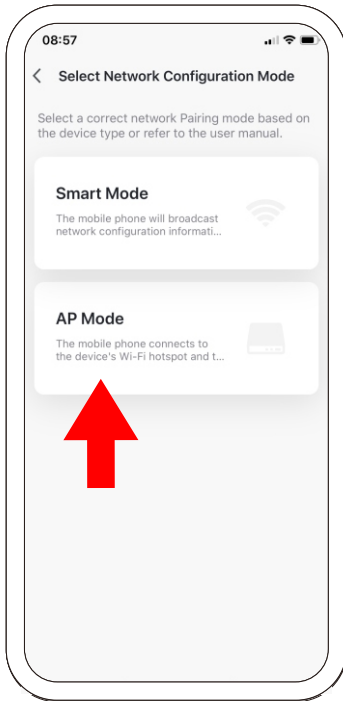 08:57
Select Network Configuration Mode
Select a correct network Pairing mode based on
the device type or refer to the user manual.
Smart Mode
The mobile phone will broadcast
network configuration informati...
AP Mode
The mobile phone connects to
the device's Wi-Fi hotspot and t...